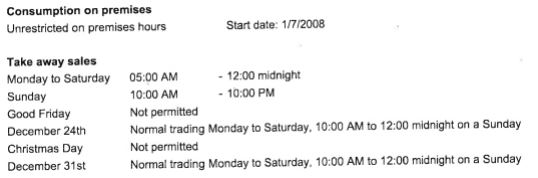 Consumption on premises
Unrestricted on premises hours Start date: 1/7/2008
Take away sales
Monday to Saturday 05:00 AM - 12:00 midnight
Sunday 10:00 AM - 10:00 PM
Good Friday Not permitted
December 24th Normal trading Monday to Saturday, 10:00 AM to 12:00 midnight on a Sunday
Christmas Day Not permitted
December 31st Normal trading Monday to Saturday, 10:00 AM to 12:00 midnight on a Sunday